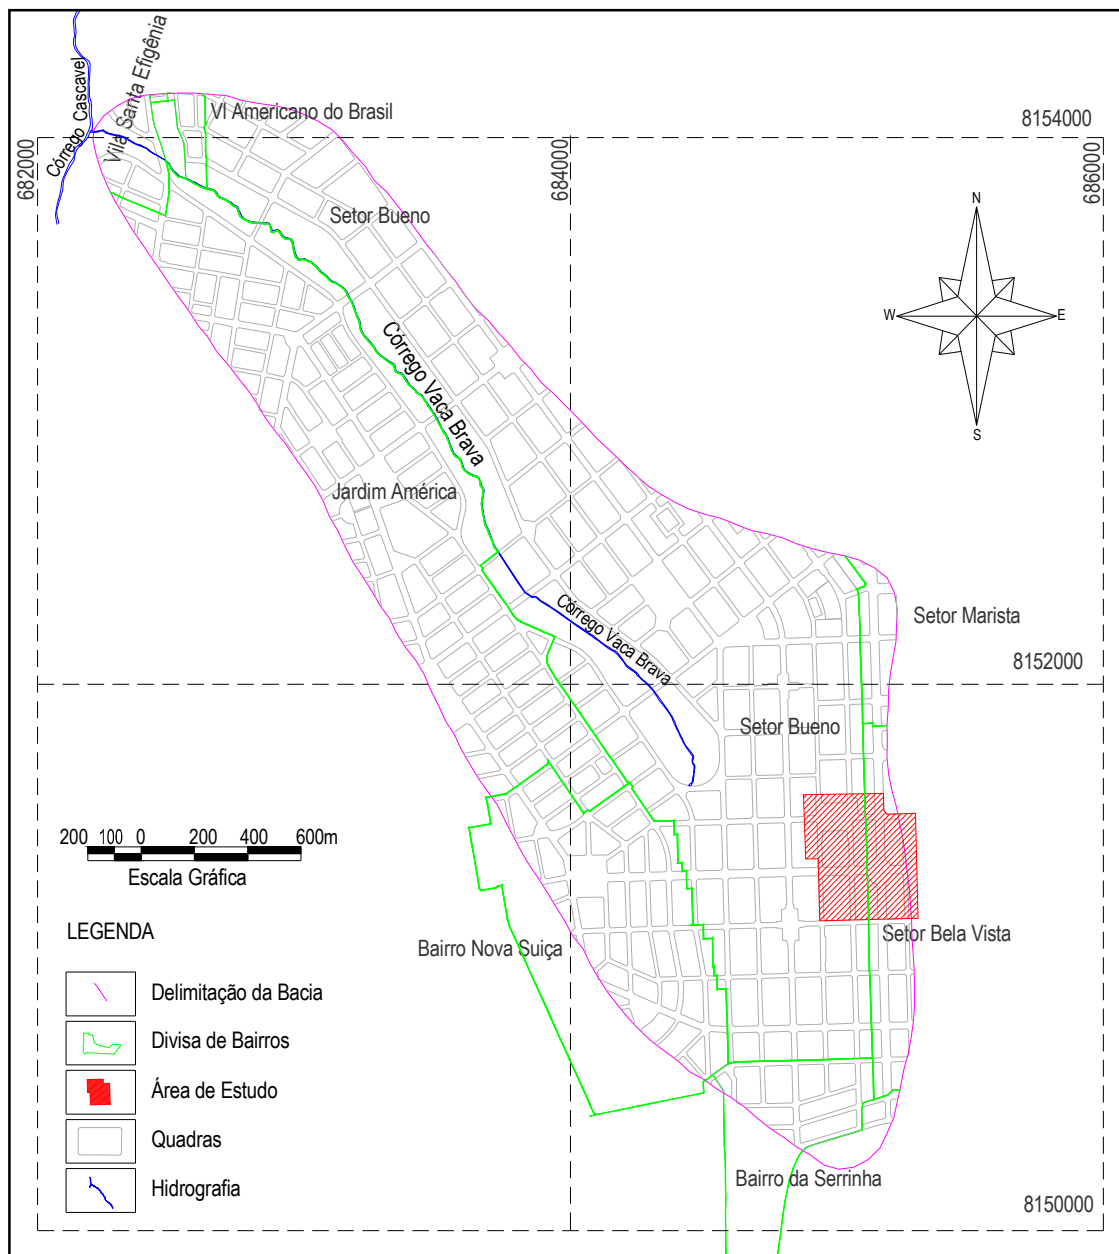 Córrego Cascavel
Vila Santa Efigênia
Vl Americano do Brasil
8154000
682000
684000
686000
Setor Bueno
N
W
E
S
Córrego Vaca Brava
Jardim América
Córrego Vaca Brava
Setor Marista
8152000
Setor Bueno
200 100 0 200 400 600m
Escala Gráfica
LEGENDA
Setor Bela Vista
Bairro Nova Suiça
Delimitação da Bacia
Divisa de Bairros
Área de Estudo
Quadras
Hidrografia
Bairro da Serrinha
8150000